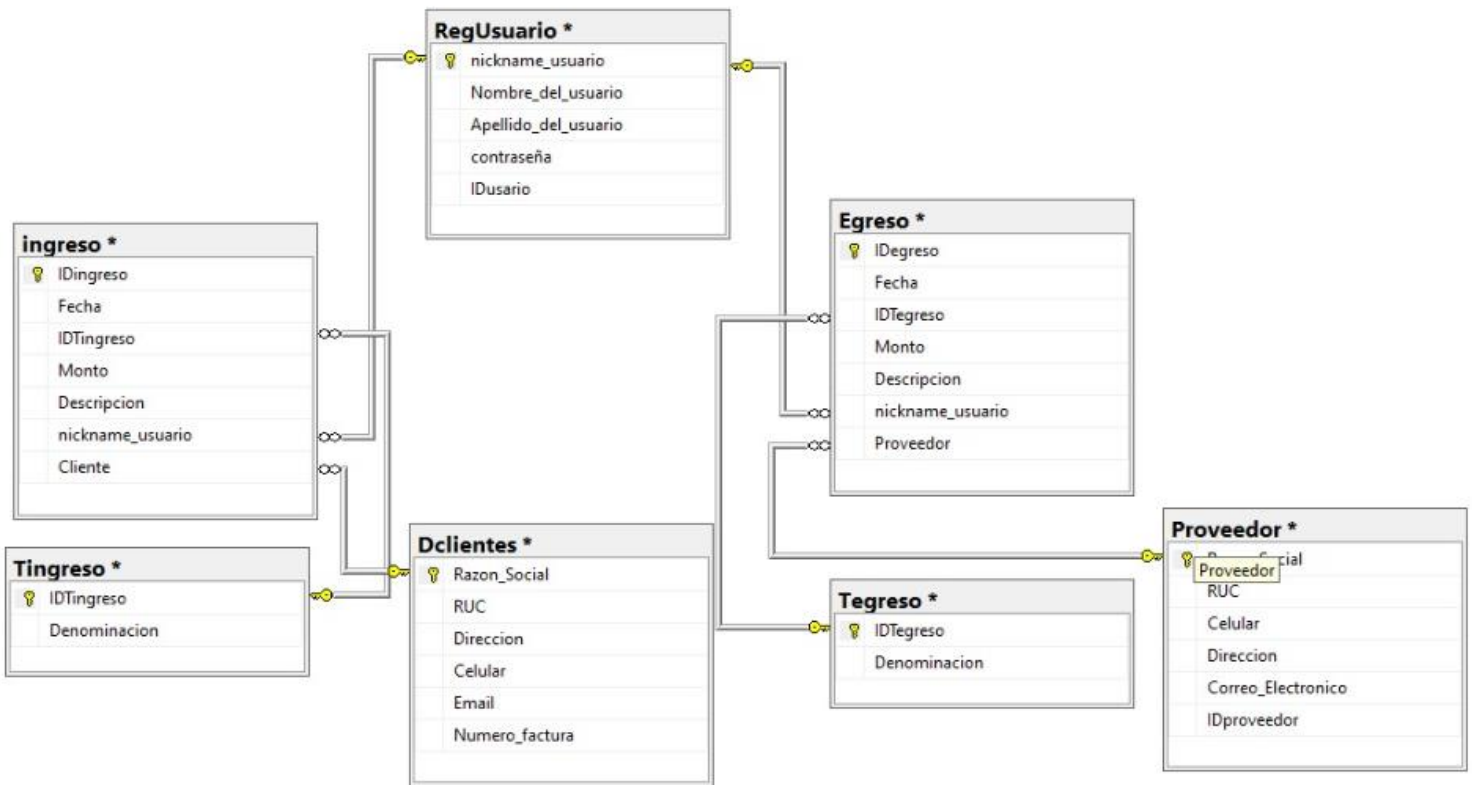 RegUsuario *
nickname_usuario
Nombre_del_usuario
Apellido_del_usuario
contraseña
IDusario
ingreso *
IDingreso
Fecha
IDTingreso
Monto
Descripcion
nickname_usuario
Cliente
Egreso *
IDegreso
Fecha
IDTegreso
Monto
Descripcion
nickname_usuario
Proveedor
Tingreso *
IDTingreso
Denominacion
Dclientes *
Razon_Social
RUC
Direccion
Celular
Email
Numero_factura
Tegreso *
IDTegreso
Denominacion
Proveedor *
Proveedor
RUC
Celular
Direccion
Correo_Electronico
IDproveedor